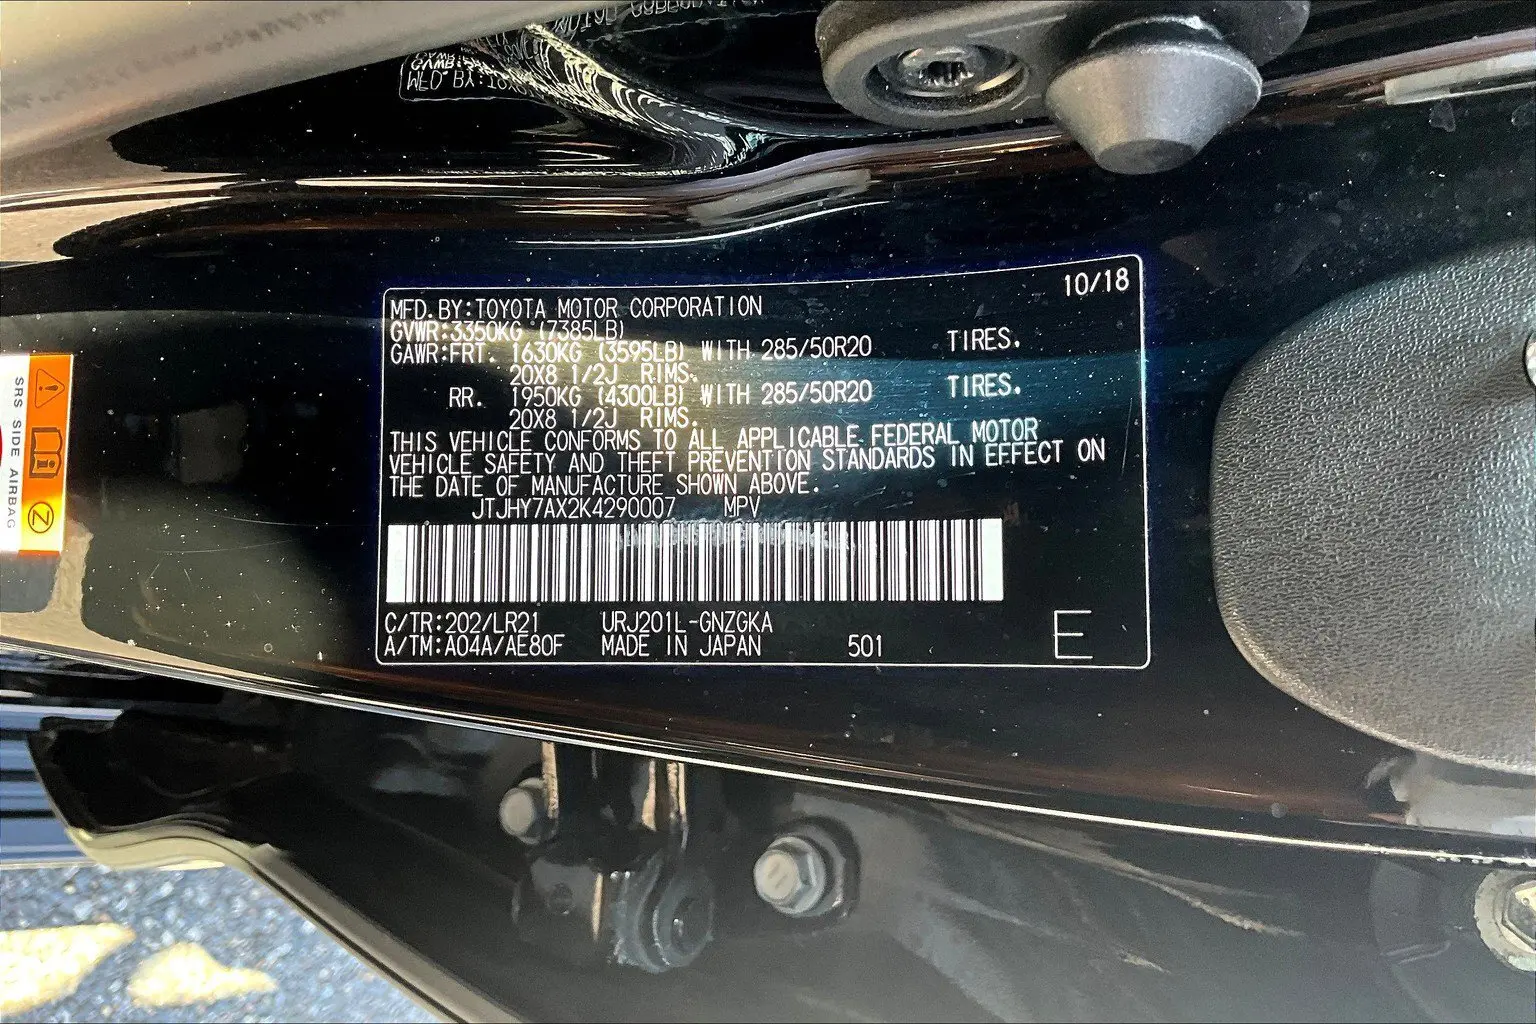 10/18
MFD.BY:TOYOTA MOTOR CORPORATION
GVWR:3350KG (7385LB)
GAWR:FRT. 1630KG (3595LB) WITH 285/50R20 TIRES.
20X8 1/2J RIMS.
RR. 1950KG (4300LB) WITH 285/50R20 TIRES.
20X8 1/2J RIMS.
THIS VEHICLE CONFORMS TO ALL APPLICABLE FEDERAL MOTOR
VEHICLE SAFETY AND THEFT PREVENTION STANDARDS IN EFFECT ON
THE DATE OF MANUFACTURE SHOWN ABOVE.
JTJHY7AX2K4290007 MPV
C/TR:202/LR21 URJ201L-GNZGKA
A/TM:A04A/AE80F MADE IN JAPAN 501
E
SRS SIDE AIRBAG